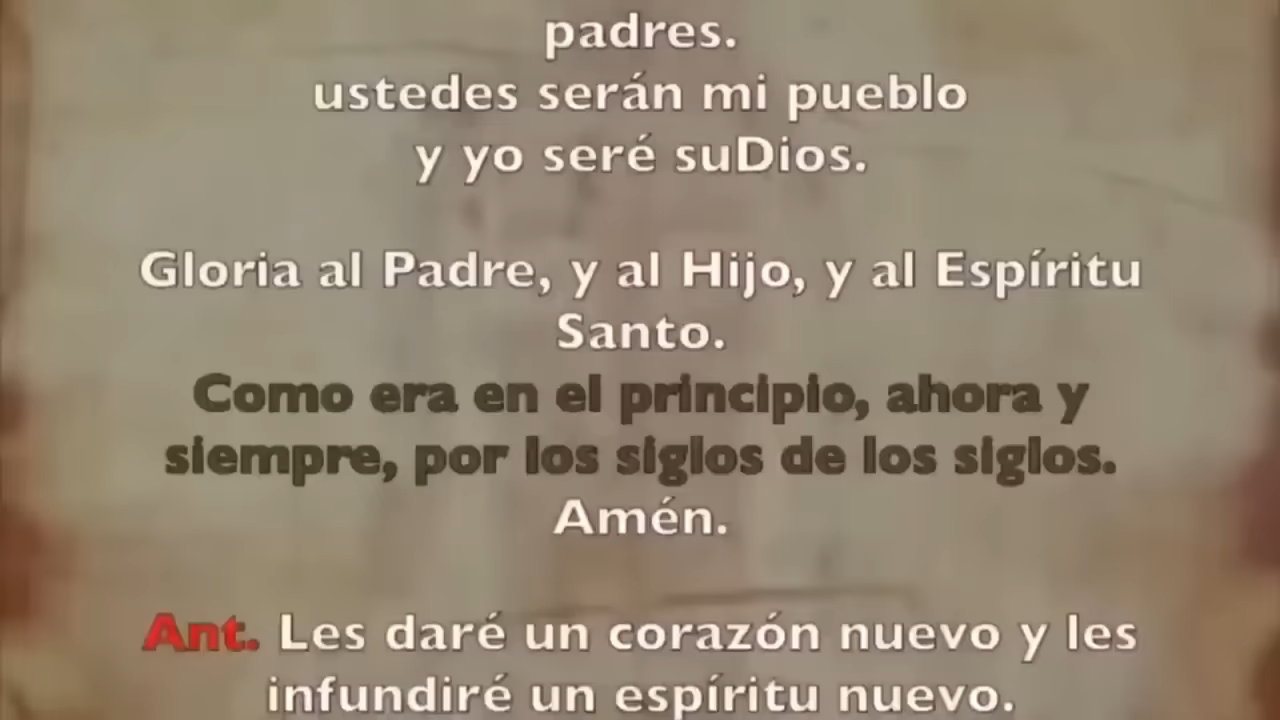 padres.
ustedes serán mi pueblo
y yo seré suDios.
Gloria al Padre, y al Hijo, y al Espíritu
Santo.
Como era en el principio, ahora y
siempre, por los siglos de los siglos.
Amén.
Ant. Les daré un corazón nuevo y les
infundiré un espíritu nuevo.